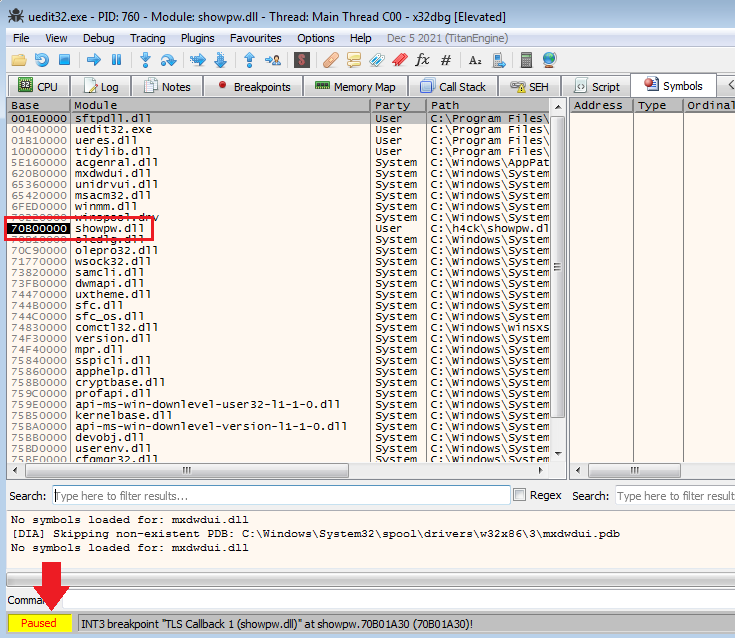 uedit32.exe - PID: 760 - Module: showpw.dll - Thread: Main Thread C00 - x32dbg [Elevated]
File View Debug Tracing Plugins Favourites Options Help Dec 5 2021 (TitanEngine)
CPU Log Notes Breakpoints Memory Map Call Stack SEH Script Symbols
Base Module Party Path Address Type Ordinal
001E0000 sftpdll.dll User C:\Program Files\
00400000 uedit32.exe User C:\Program Files\
01B10000 ueres.dll User C:\Program Files\
10000000 tidylib.dll User C:\Program Files\
5E160000 acgenral.dll System C:\Windows\AppPat
620B0000 mxdwdui.dll System C:\Windows\System
65360000 unidrvui.dll System C:\Windows\System
65420000 msacm32.dll System C:\Windows\System
6FED0000 winmm.dll System C:\Windows\System
winspool.drv System C:\Windows\System
70B00000 showpw.dll User C:\h4ck\showpw.dl
oledlg.dll System C:\Windows\System
70C90000 olepro32.dll System C:\Windows\System
71770000 wsock32.dll System C:\Windows\System
73820000 samcli.dll System C:\Windows\System
73FB0000 dwmapi.dll System C:\Windows\System
74470000 uxtheme.dll System C:\Windows\System
744B0000 sfc.dll System C:\Windows\System
744C0000 sfc_os.dll System C:\Windows\System
74830000 comctl32.dll System C:\Windows\winsxs
74F30000 version.dll System C:\Windows\System
74F40000 mpr.dll System C:\Windows\System
75840000 sspicli.dll System C:\Windows\System
75860000 apphelp.dll System C:\Windows\System
758B0000 cryptbase.dll System C:\Windows\System
759C0000 profapi.dll System C:\Windows\System
759E0000 api-ms-win-downlevel-user32-l1-1-0.dll System C:\Windows\System
75B50000 kernelbase.dll System C:\Windows\System
75BA0000 api-ms-win-downlevel-version-l1-1-0.dll System C:\Windows\System
75BB0000 devobj.dll System C:\Windows\System
75BD0000 userenv.dll System C:\Windows\System
75BF0000 cfgmgr32.dll System C:\Windows\System
Search: Type here to filter results... Regex Search: Type here to filter result
No symbols loaded for: mxdwdui.dll
[DIA] Skipping non-existent PDB: C:\Windows\System32\spool\drivers\w32x86\3\mxdwdui.pdb
No symbols loaded for: mxdwdui.dll
Comman
Paused INT3 breakpoint "TLS Callback 1 (showpw.dll)" at showpw.70B01A30 (70B01A30)!